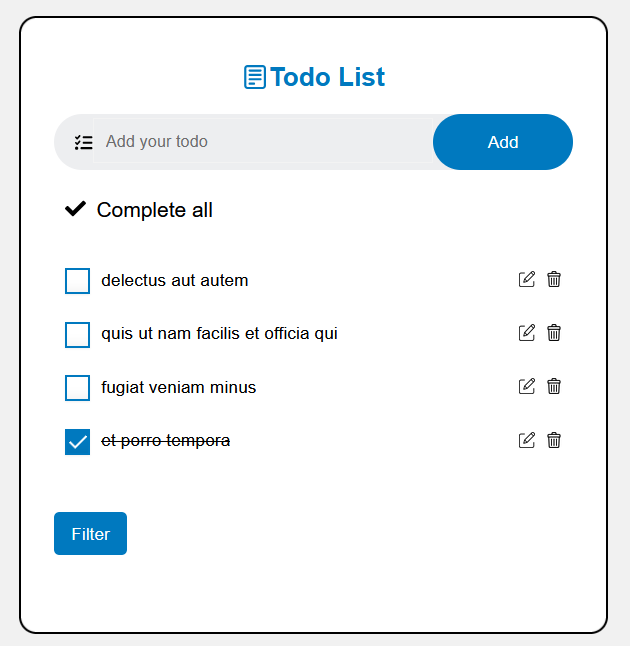 Todo List
Add your todo
Add
Complete all
delectus aut autem
quis ut nam facilis et officia qui
fugiat veniam minus
et porro tempora
Filter